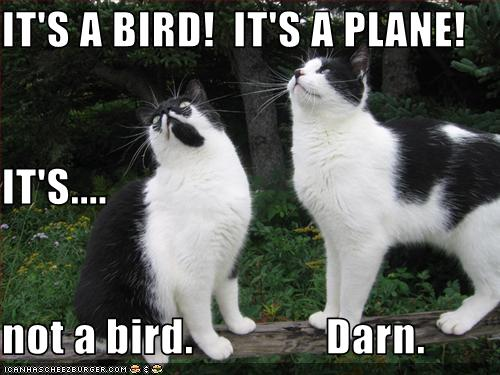 IT'S A BIRD! IT'S A PLANE!
IT'S....
not a bird. Darn.
ICANHASCHEEZBURGER.COM